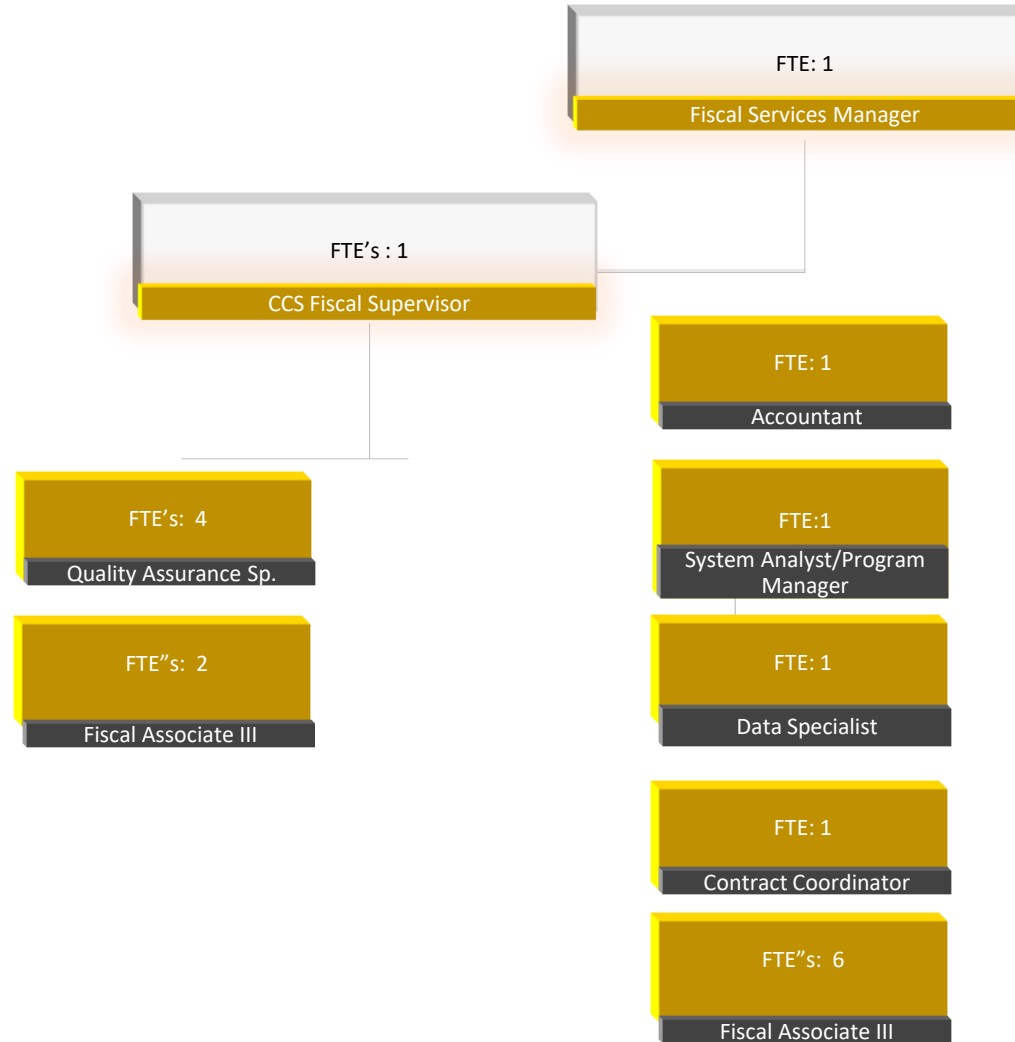 FTE: 1
Fiscal Services Manager
FTE’s : 1
CCS Fiscal Supervisor
FTE’s:  4
Quality Assurance Sp.
FTE”s:  2
Fiscal Associate III
FTE: 1
Accountant
FTE:1
System Analyst/Program
Manager
FTE: 1
Data Specialist
FTE: 1
Contract Coordinator
FTE”s:  6
Fiscal Associate III